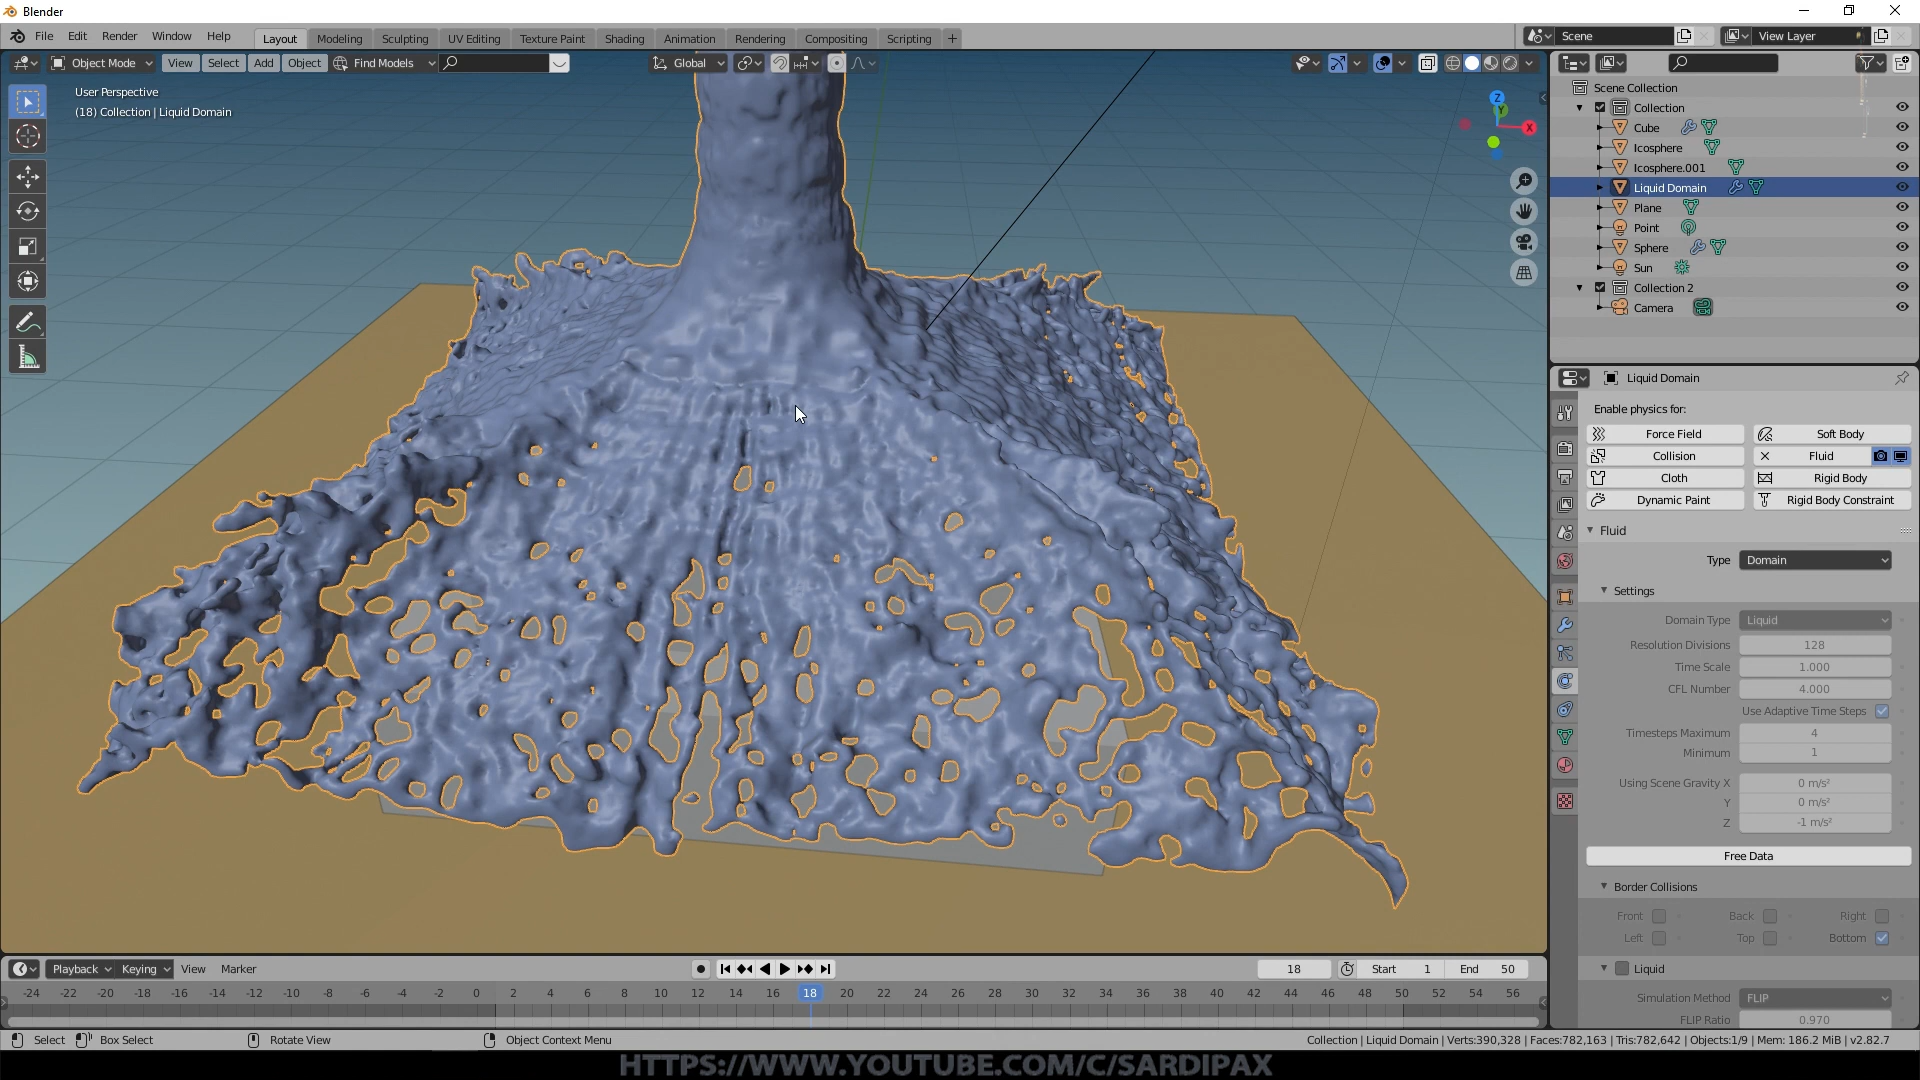 Blender
File Edit Render Window Help
Layout Modeling Sculpting UV Editing Texture Paint Shading Animation Rendering Compositing Scripting +
Scene View Layer
Object Mode View Select Add Object Find Models Global
User Perspective
(18) Collection | Liquid Domain
Z
Y
X
Scene Collection
Collection
Cube
Icosphere
Icosphere.001
Liquid Domain
Plane
Point
Sphere
Sun
Collection 2
Camera
Liquid Domain
Enable physics for:
Force Field Soft Body
Collision Fluid
Cloth Rigid Body
Dynamic Paint Rigid Body Constraint
Fluid
Type Domain
Settings
Domain Type Liquid
Resolution Divisions 128
Time Scale 1.000
CFL Number 4.000
Use Adaptive Time Steps
Timesteps Maximum 4
Minimum 1
Using Scene Gravity X 0 m/s²
Y 0 m/s²
Z -1 m/s²
Free Data
Border Collisions
Front Back Right
Left Top Bottom
Liquid
Simulation Method FLIP
FLIP Ratio 0.970
Playback Keying View Marker 18 Start 1 End 50
-24 -22 -20 -18 -16 -14 -12 -10 -8 -6 -4 -2 0 2 4 6 8 10 12 14 16 18 20 22 24 26 28 30 32 34 36 38 40 42 44 46 48 50 52 54 56
Select Box Select Rotate View Object Context Menu Collection | Liquid Domain | Verts:390,328 | Faces:782,163 | Tris:782,642 | Objects:1/9 | Mem: 186.2 MiB | v2.82.7
HTTPS://WWW.YOUTUBE.COM/C/SARDIPAX